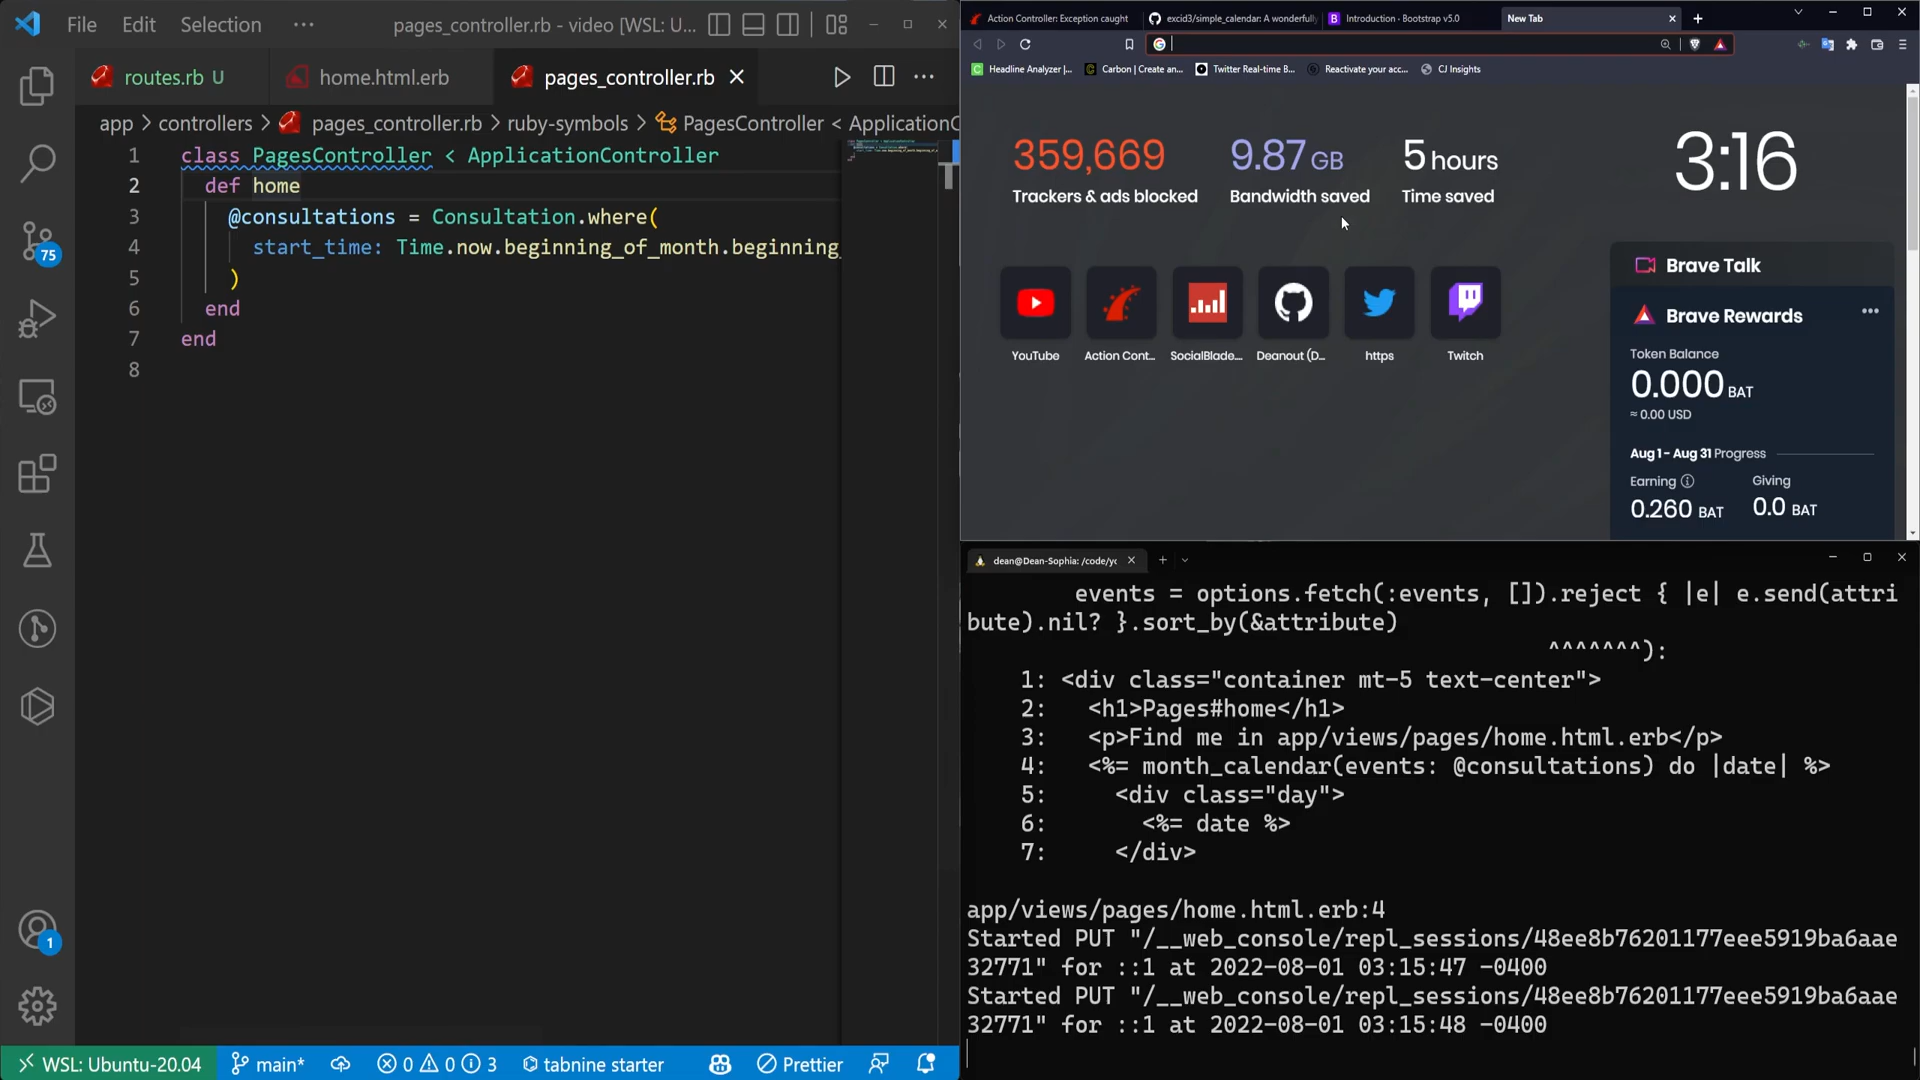 File Edit Selection ··· pages_controller.rb - video [WSL: U...
routes.rb U home.html.erb pages_controller.rb
app > controllers > pages_controller.rb > ruby-symbols > PagesController < ApplicationC
1 class PagesController < ApplicationController
2 def home
3 @consultations = Consultation.where(
4 start_time: Time.now.beginning_of_month.beginning_
5 )
6 end
7 end
8
75
1
WSL: Ubuntu-20.04 main* 0 0 3 tabnine starter Prettier
Action Controller: Exception caught excid3/simple_calendar: A wonderfully Introduction · Bootstrap v5.0 New Tab
Headline Analyzer |... Carbon | Create an... Twitter Real-time B... Reactivate your acc... CJ Insights
359,669 9.87 GB 5 hours
Trackers & ads blocked Bandwidth saved Time saved
3:16
YouTube Action Cont... SocialBlade... Deanout (D... https Twitch
Brave Talk
Brave Rewards
Token Balance
0.000 BAT
≈ 0.00 USD
Aug 1 - Aug 31 Progress
Earning Giving
0.260 BAT 0.0 BAT
dean@Dean-Sophia: /code/yc
events = options.fetch(:events, []).reject { |e| e.send(attri
bute).nil? }.sort_by(&attribute)
^^^^^^^):
1: <div class="container mt-5 text-center">
2: <h1>Pages#home</h1>
3: <p>Find me in app/views/pages/home.html.erb</p>
4: <%= month_calendar(events: @consultations) do |date| %>
5: <div class="day">
6: <%= date %>
7: </div>
app/views/pages/home.html.erb:4
Started PUT "/__web_console/repl_sessions/48ee8b76201177eee5919ba6aae
32771" for ::1 at 2022-08-01 03:15:47 -0400
Started PUT "/__web_console/repl_sessions/48ee8b76201177eee5919ba6aae
32771" for ::1 at 2022-08-01 03:15:48 -0400